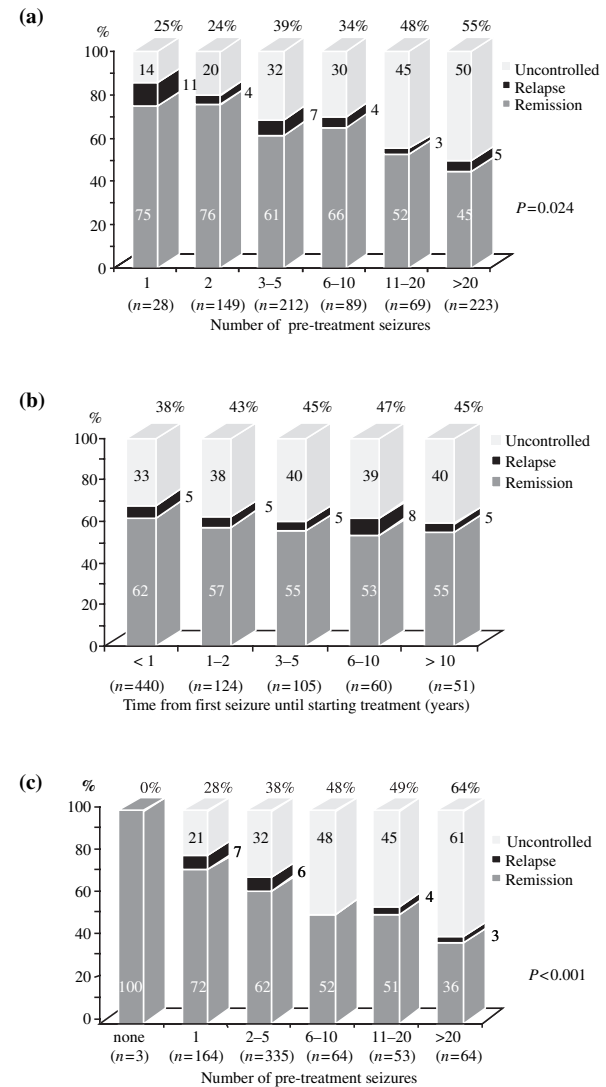 (a)
%
25% 24% 39% 34% 48% 55%
100
80
60
40
20
0
14 20 32 30 45 50
11 4 7 4 3 5
75 76 61 66 52 45
Uncontrolled
Relapse
Remission
P=0.024
1 2 3–5 6–10 11–20 >20
(n=28) (n=149) (n=212) (n=89) (n=69) (n=223)
Number of pre-treatment seizures
(b)
%
38% 43% 45% 47% 45%
100
80
60
40
20
0
33 38 40 39 40
5 5 5 8 5
62 57 55 53 55
Uncontrolled
Relapse
Remission
< 1 1–2 3–5 6–10 > 10
(n=440) (n=124) (n=105) (n=60) (n=51)
Time from first seizure until starting treatment (years)
(c)
%
0% 28% 38% 48% 49% 64%
100
80
60
40
20
0
21 32 48 45 61
7 6 4 3
100 72 62 52 51 36
Uncontrolled
Relapse
Remission
P<0.001
none 1 2–5 6–10 11–20 >20
(n=3) (n=164) (n=335) (n=64) (n=53) (n=64)
Number of pre-treatment seizures